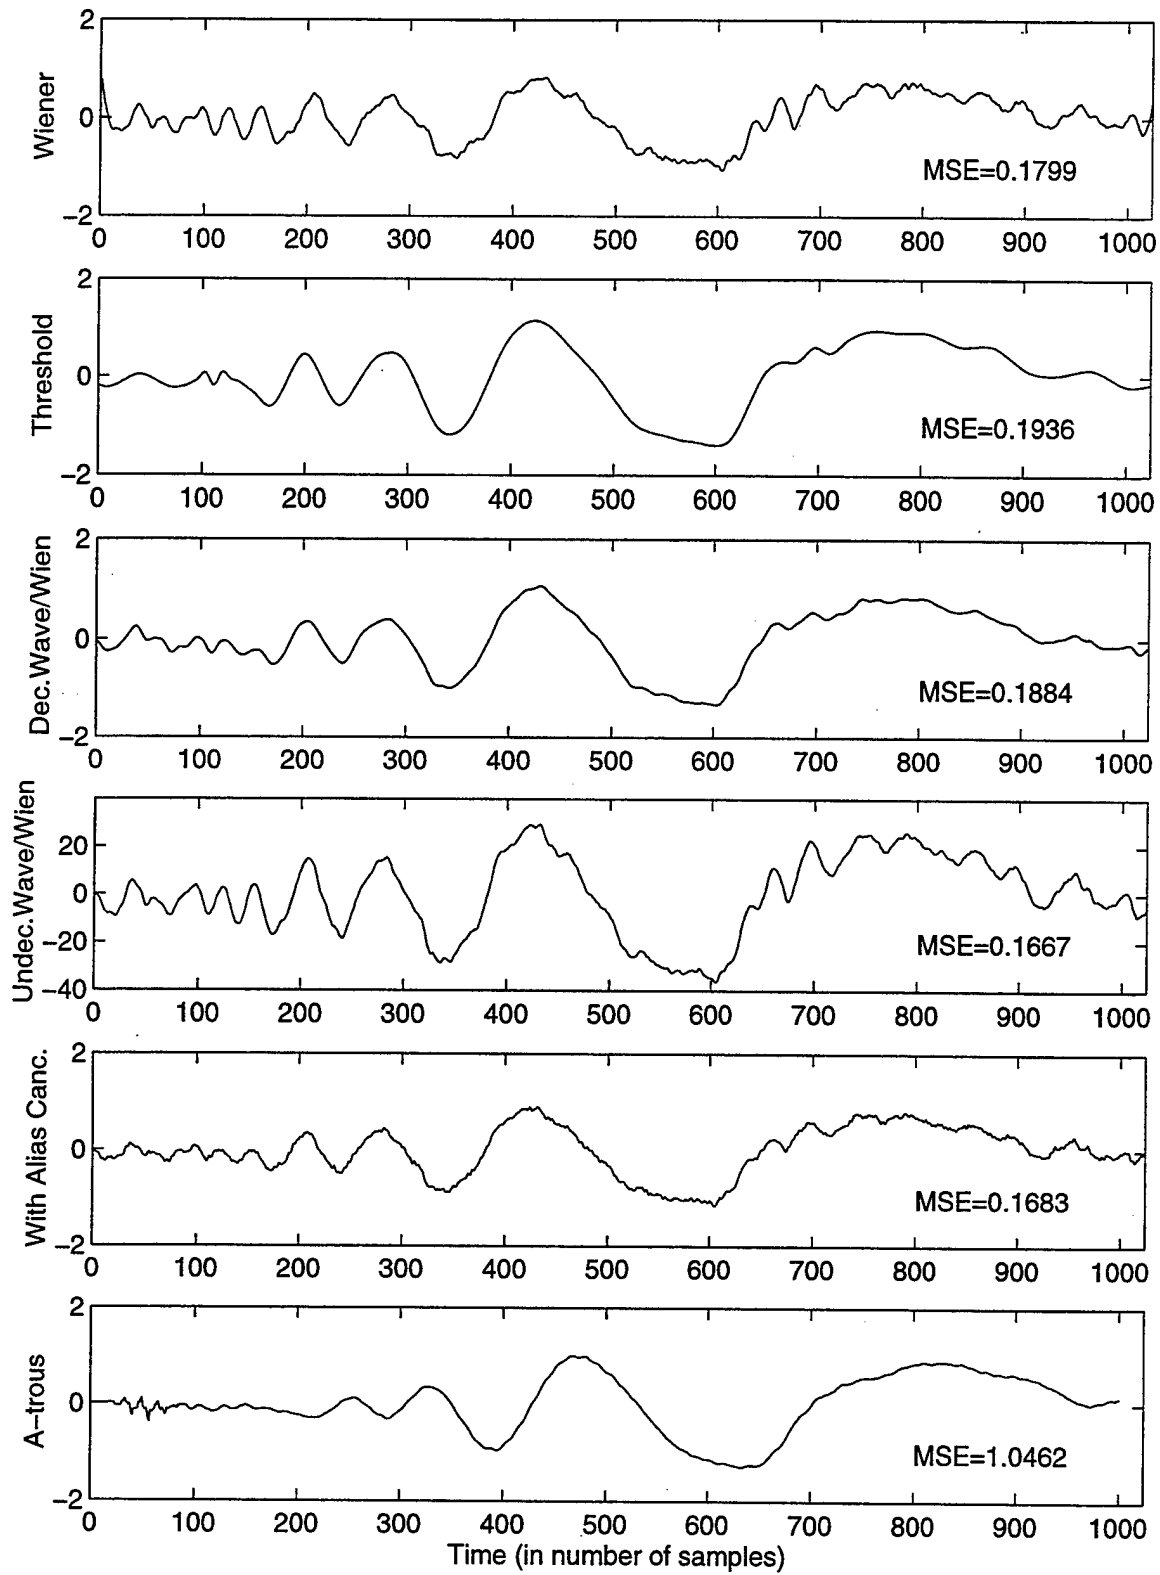 Wiener
2
0
−2
MSE=0.1799
0 100 200 300 400 500 600 700 800 900 1000
Threshold
2
0
−2
MSE=0.1936
0 100 200 300 400 500 600 700 800 900 1000
Dec.Wave/Wien
2
0
−2
MSE=0.1884
0 100 200 300 400 500 600 700 800 900 1000
Undec.Wave/Wien
20
0
−20
−40
MSE=0.1667
0 100 200 300 400 500 600 700 800 900 1000
With Alias Canc.
2
0
−2
MSE=0.1683
0 100 200 300 400 500 600 700 800 900 1000
A−trous
2
0
−2
MSE=1.0462
0 100 200 300 400 500 600 700 800 900 1000
Time (in number of samples)